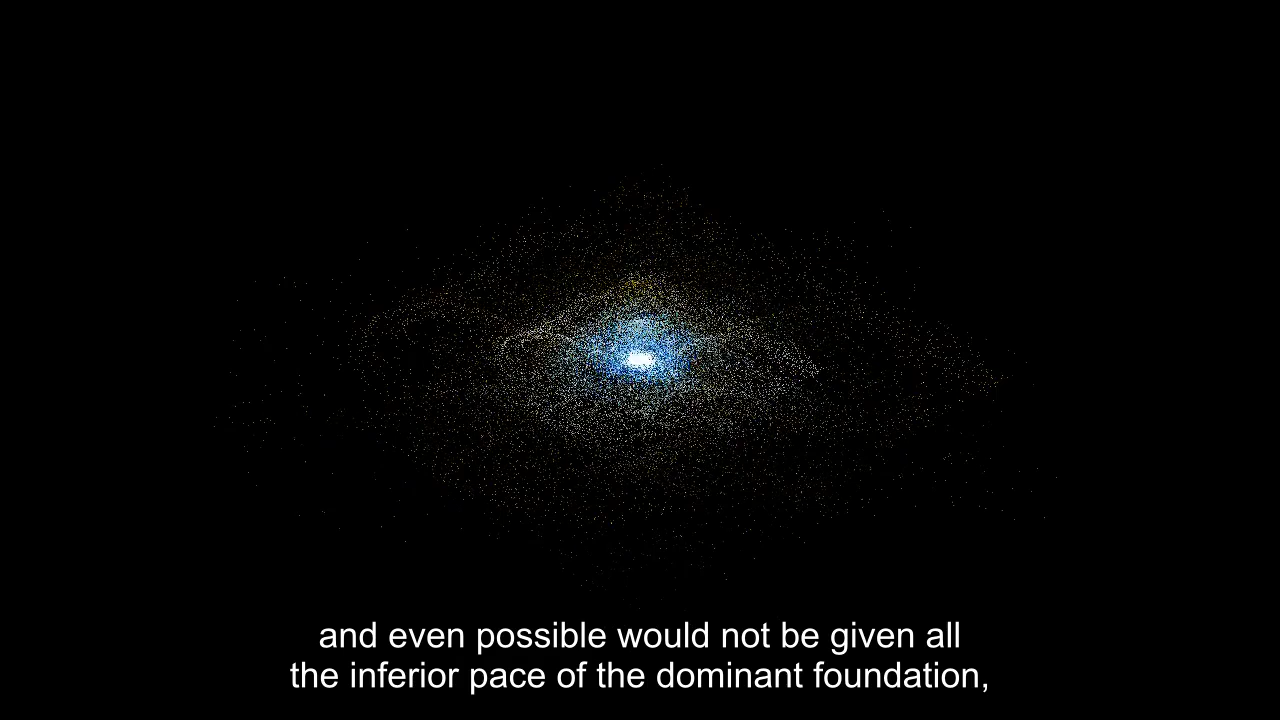 and even possible would not be given all
the inferior pace of the dominant foundation,